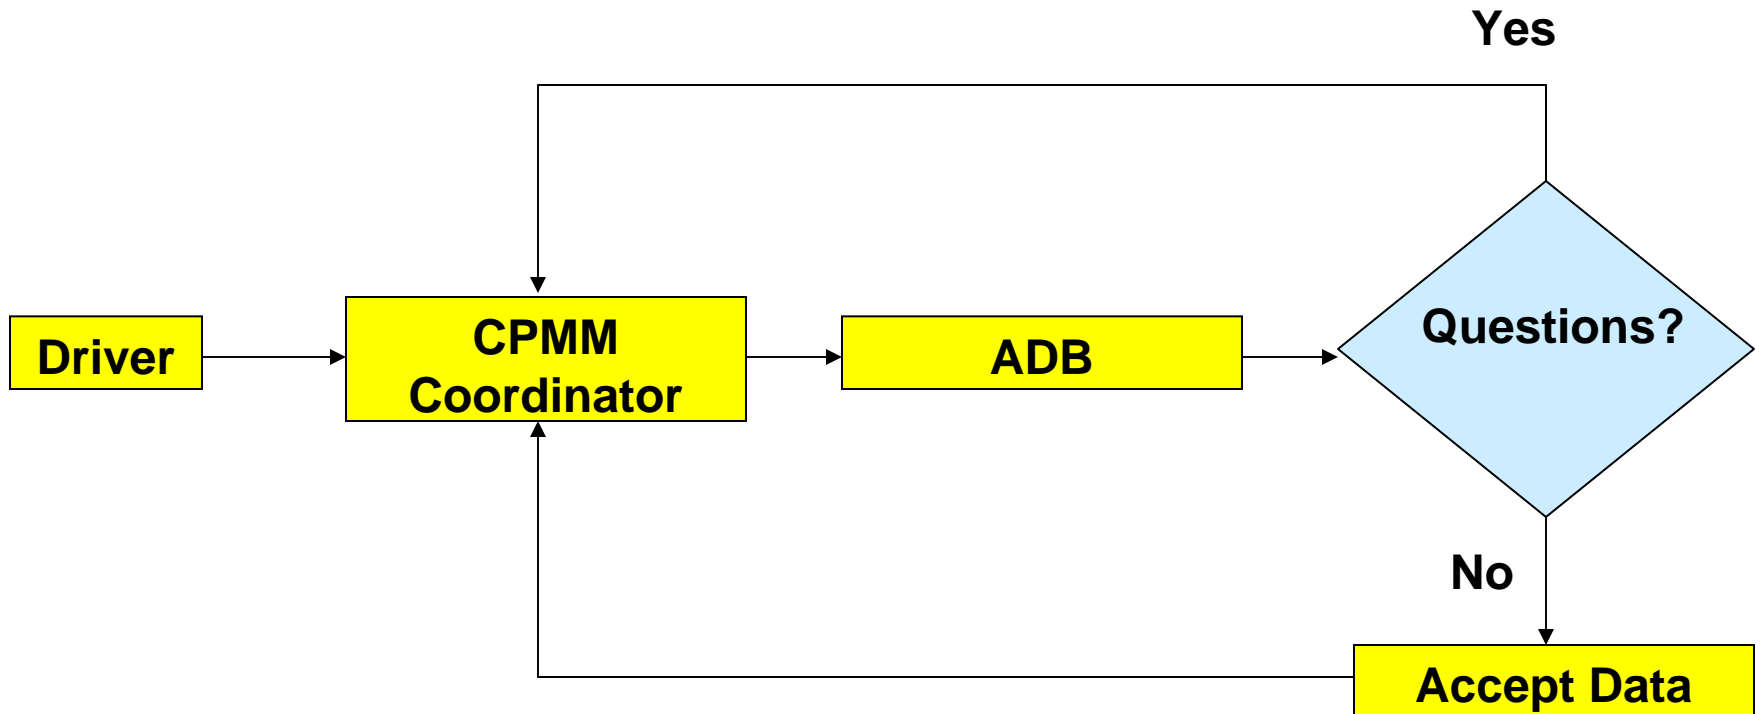 Yes
Driver
CPMM
Coordinator
ADB
Questions?
No
Accept Data